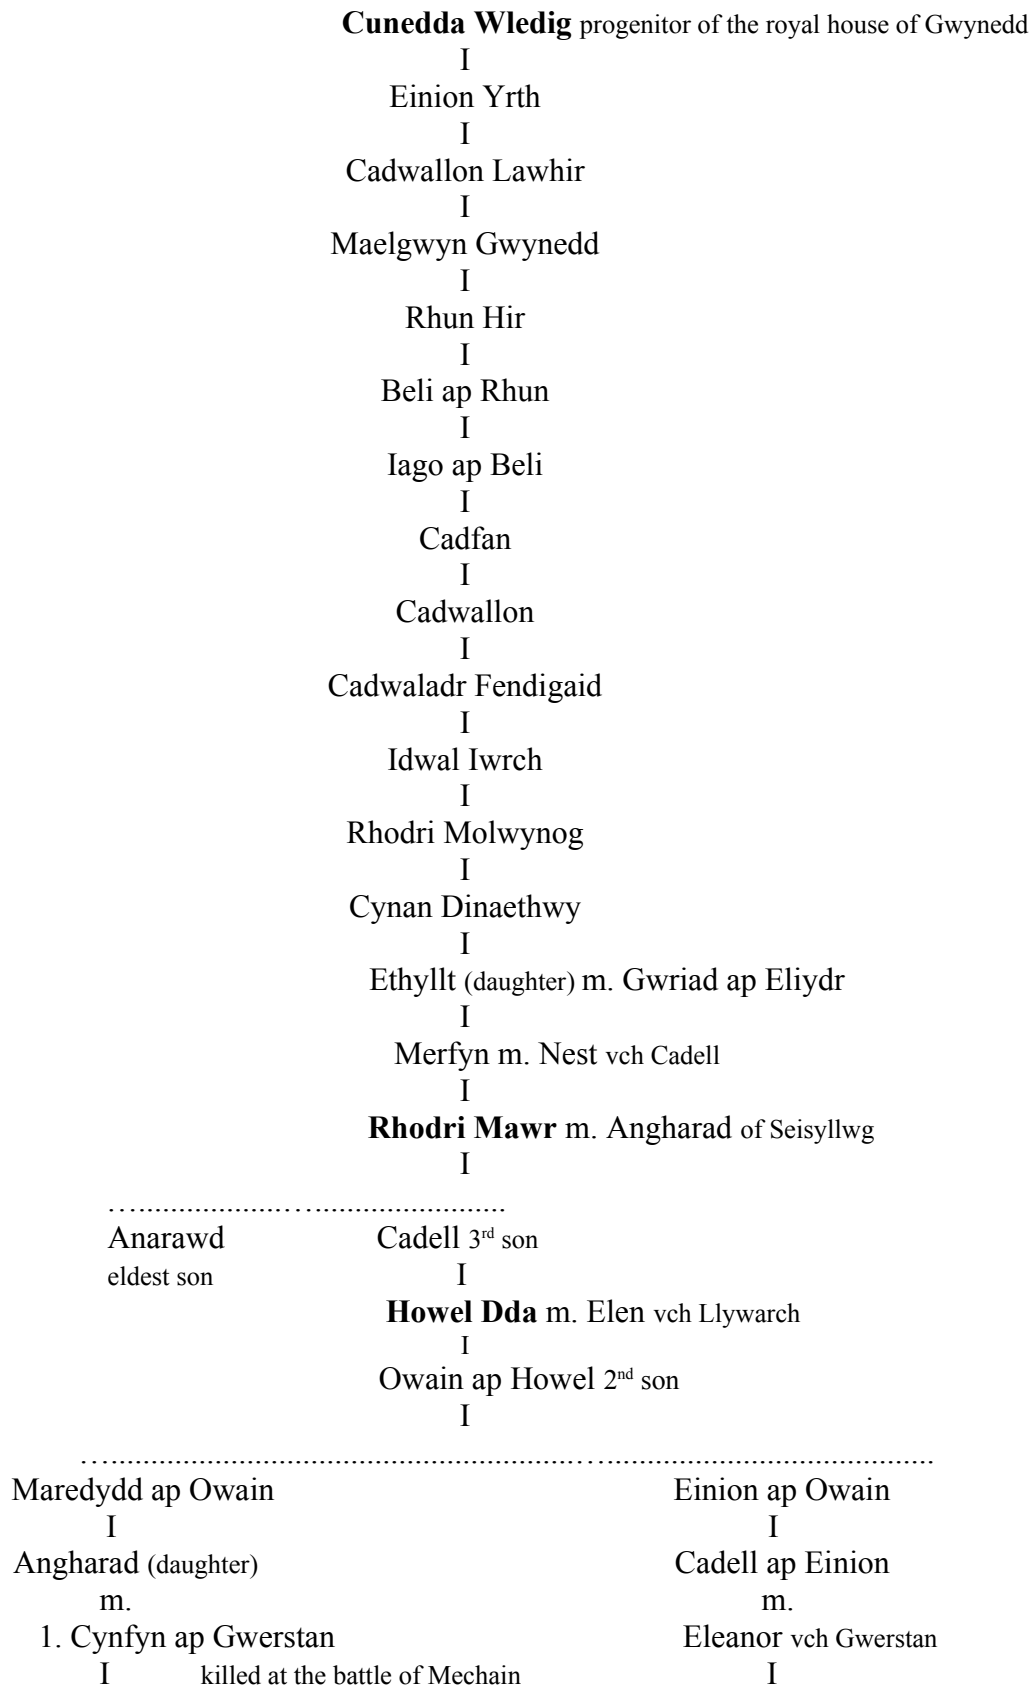 Cunedda Wledig progenitor of the royal house of Gwynedd
I
Einion Yrth
I
Cadwallon Lawhir
I
Maelgwyn Gwynedd
I
Rhun Hir
I
Beli ap Rhun
I
Iago ap Beli
I
Cadfan
I
Cadwallon
I
Cadwaladr Fendigaid
I
Idwal Iwrch
I
Rhodri Molwynog
I
Cynan Dinaethwy
I
Ethyllt (daughter) m. Gwriad ap Eliydr
I
Merfyn m. Nest vch Cadell
I
Rhodri Mawr m. Angharad of Seisyllwg
I
…..................…........................
Anarawd Cadell 3rd son
eldest son I
Howel Dda m. Elen vch Llywarch
I
Owain ap Howel 2nd son
I
…..........................................................…..........................................
Maredydd ap Owain Einion ap Owain
I I
Angharad (daughter) Cadell ap Einion
m. m.
1. Cynfyn ap Gwerstan Eleanor vch Gwerstan
I killed at the battle of Mechain I